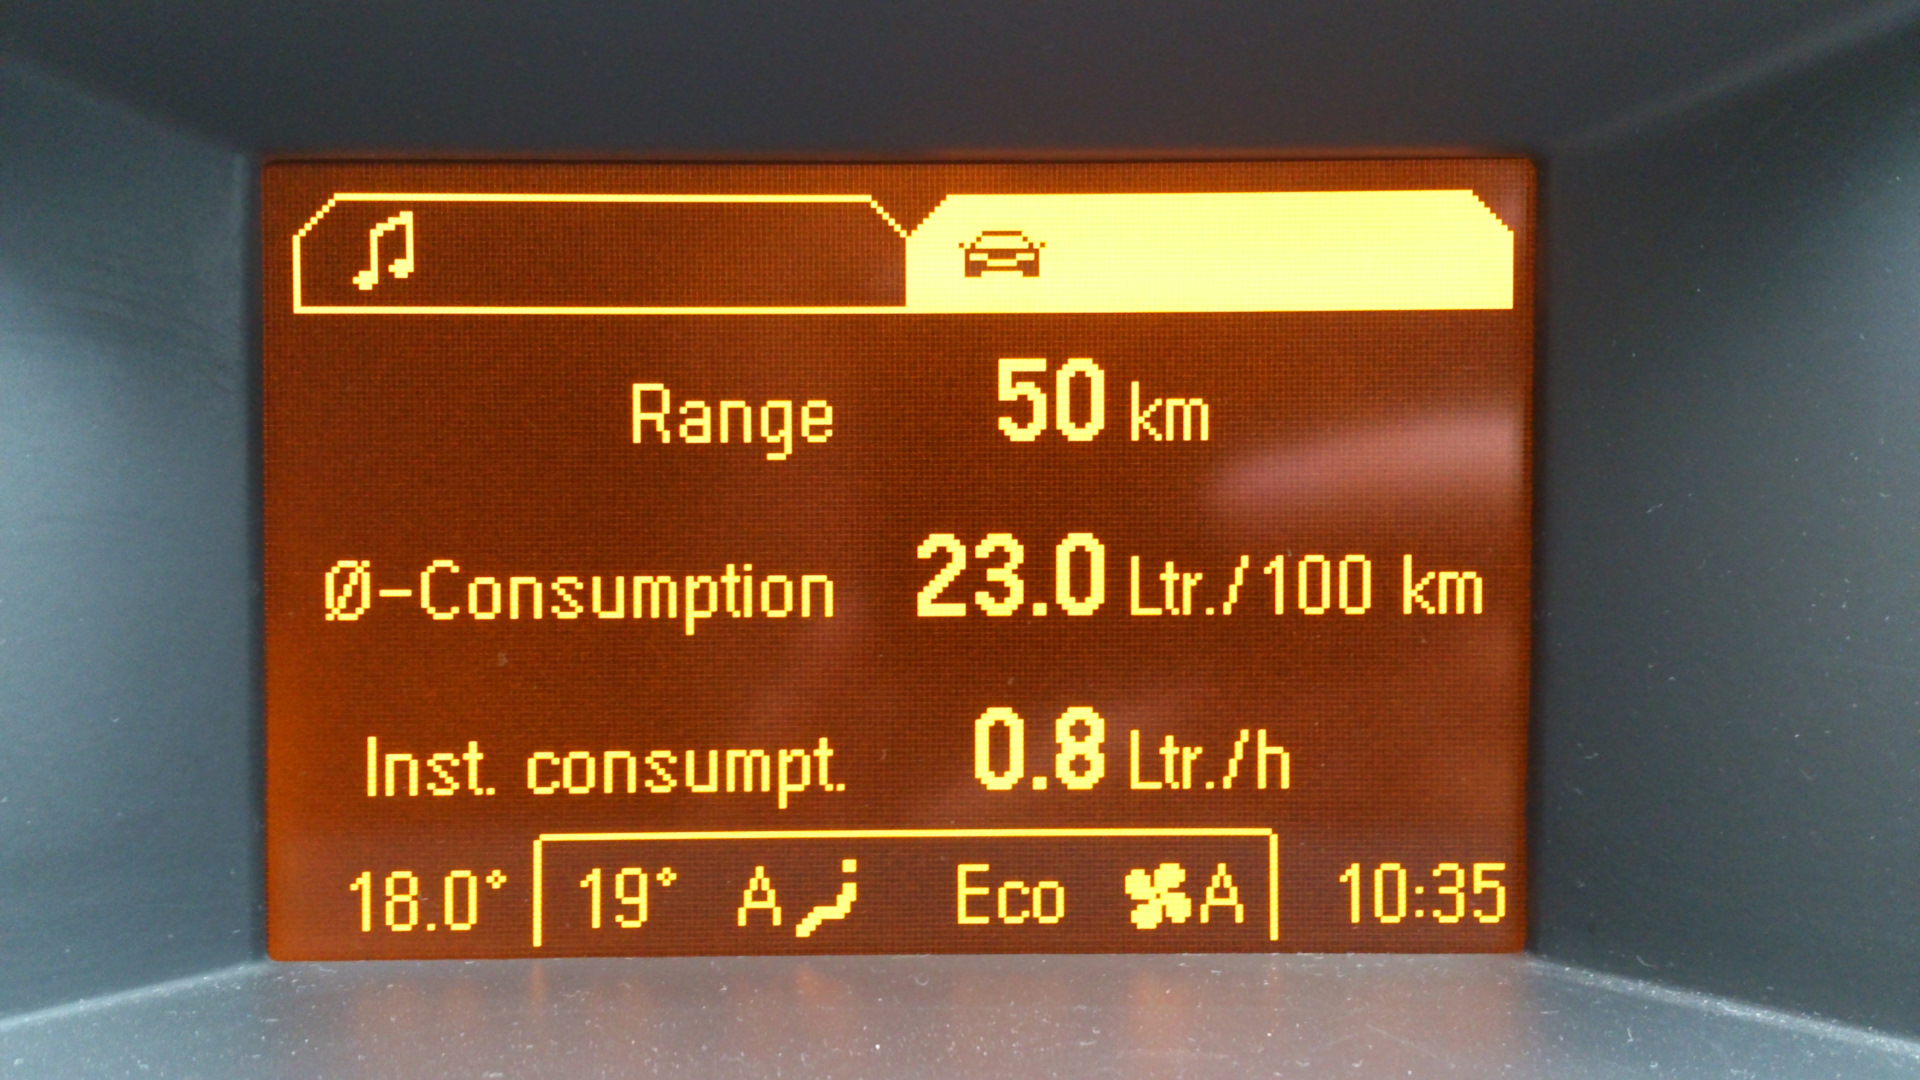 Range 50 km
Ø-Consumption 23.0 Ltr./100 km
Inst. consumpt. 0.8 Ltr./h
18.0° 19° A Eco A 10:35